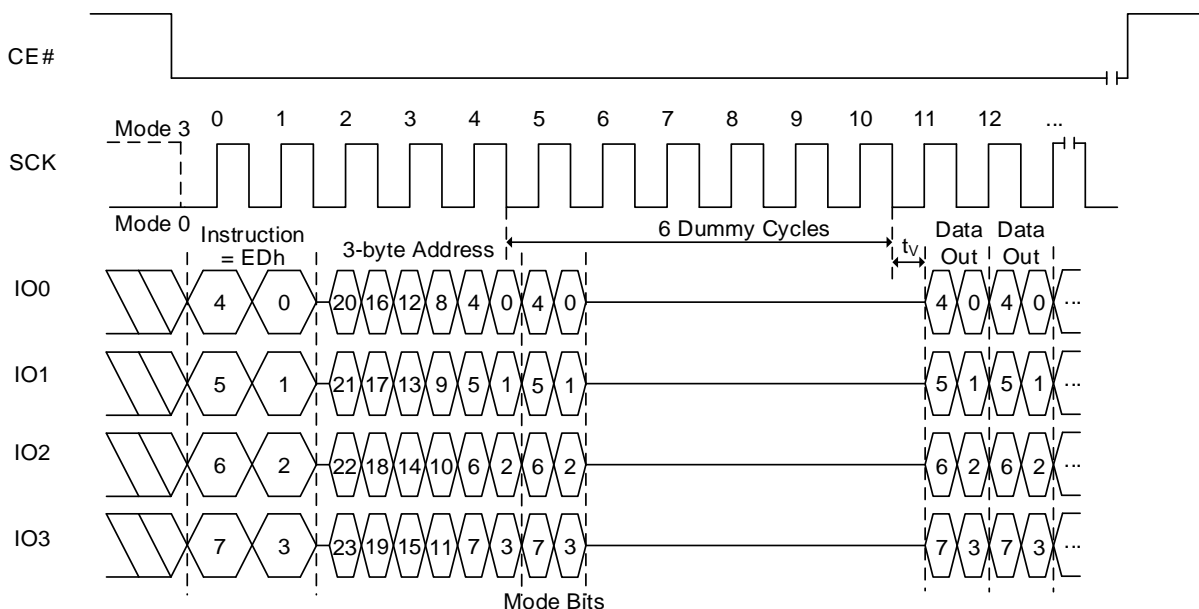 CE#
0 1 2 3 4 5 6 7 8 9 10 11 12 ...
Mode 3
SCK
Mode 0
6 Dummy Cycles
Instruction
= EDh
3-byte Address
tV
Data
Out
Data
Out
IO0 4 0 20 16 12 8 4 0 4 0 4 0 4 0 ...
IO1 5 1 21 17 13 9 5 1 5 1 5 1 5 1 ...
IO2 6 2 22 18 14 10 6 2 6 2 6 2 6 2 ...
IO3 7 3 23 19 15 11 7 3 7 3 7 3 7 3 ...
Mode Bits